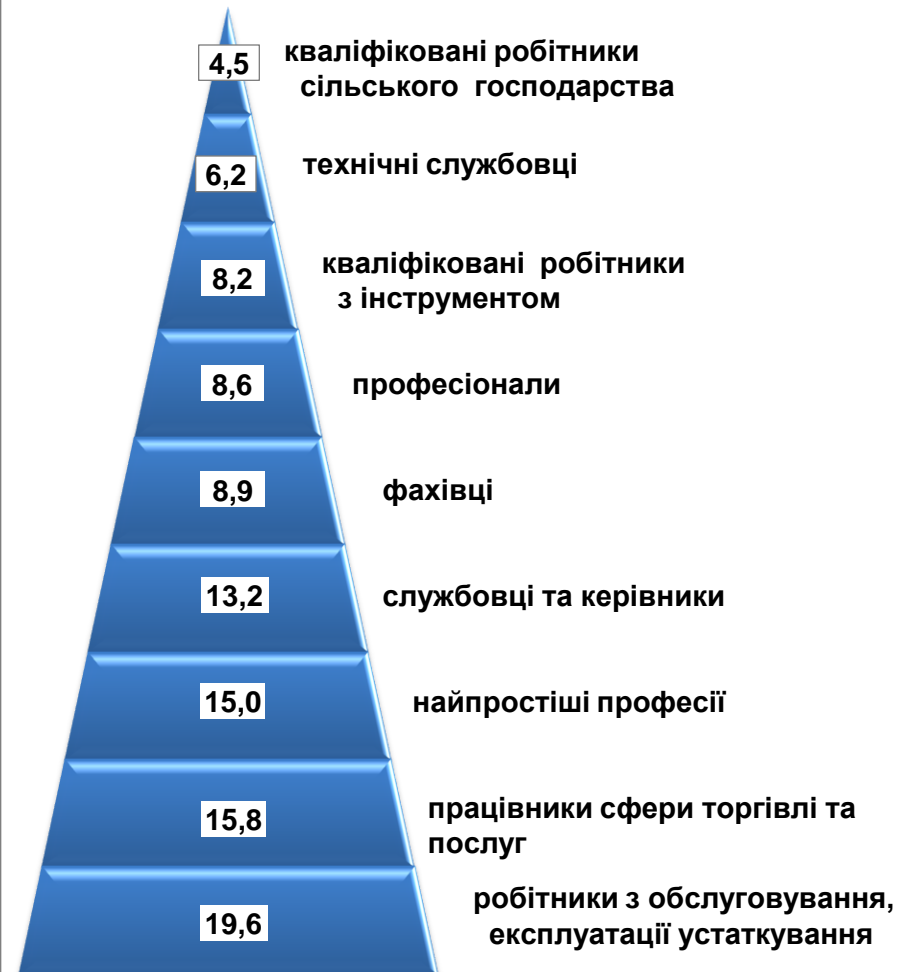 4,5
кваліфіковані робітники
сільського господарства
6,2
технічні службовці
8,2
кваліфіковані робітники
з інструментом
8,6
професіонали
8,9
фахівці
13,2
службовці та керівники
15,0
найпростіші професії
15,8
працівники сфери торгівлі та
послуг
19,6
робітники з обслуговування,
експлуатації устаткування